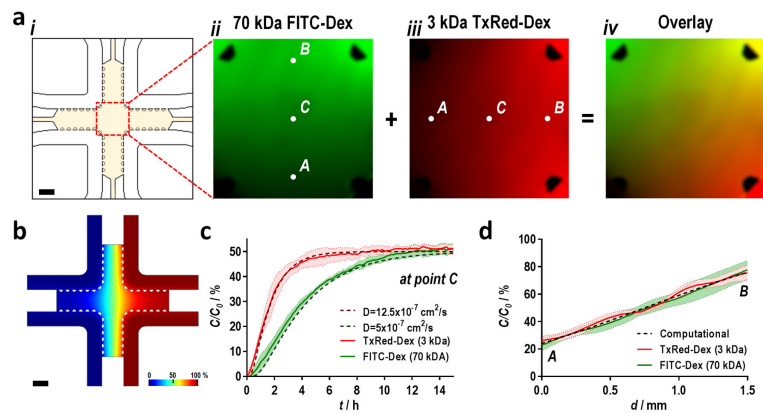 a
i
ii
70 kDa FITC-Dex
iii
3 kDa TxRed-Dex
iv
Overlay
B
C
A
+
A
C
B
=
b
0 50 100 %
c
C/C0 / %
60
50
40
30
20
10
0
at point C
D=12.5x10-7 cm2/s
D=5x10-7 cm2/s
TxRed-Dex (3 kDa)
FITC-Dex (70 kDA)
0 2 4 6 8 10 12 14
t / h
d
C/C0 / %
100
80
60
40
20
0
A
B
Computational
TxRed-Dex (3 kDa)
FITC-Dex (70 kDA)
0.0 0.5 1.0 1.5
d / mm